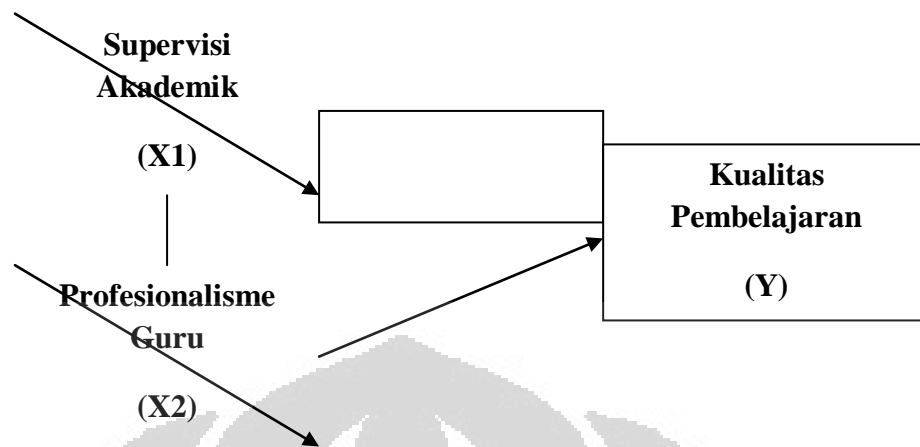 Supervisi
Akademik
(X1)
Kualitas
Pembelajaran
(Y)
Profesionalisme
Guru
(X2)